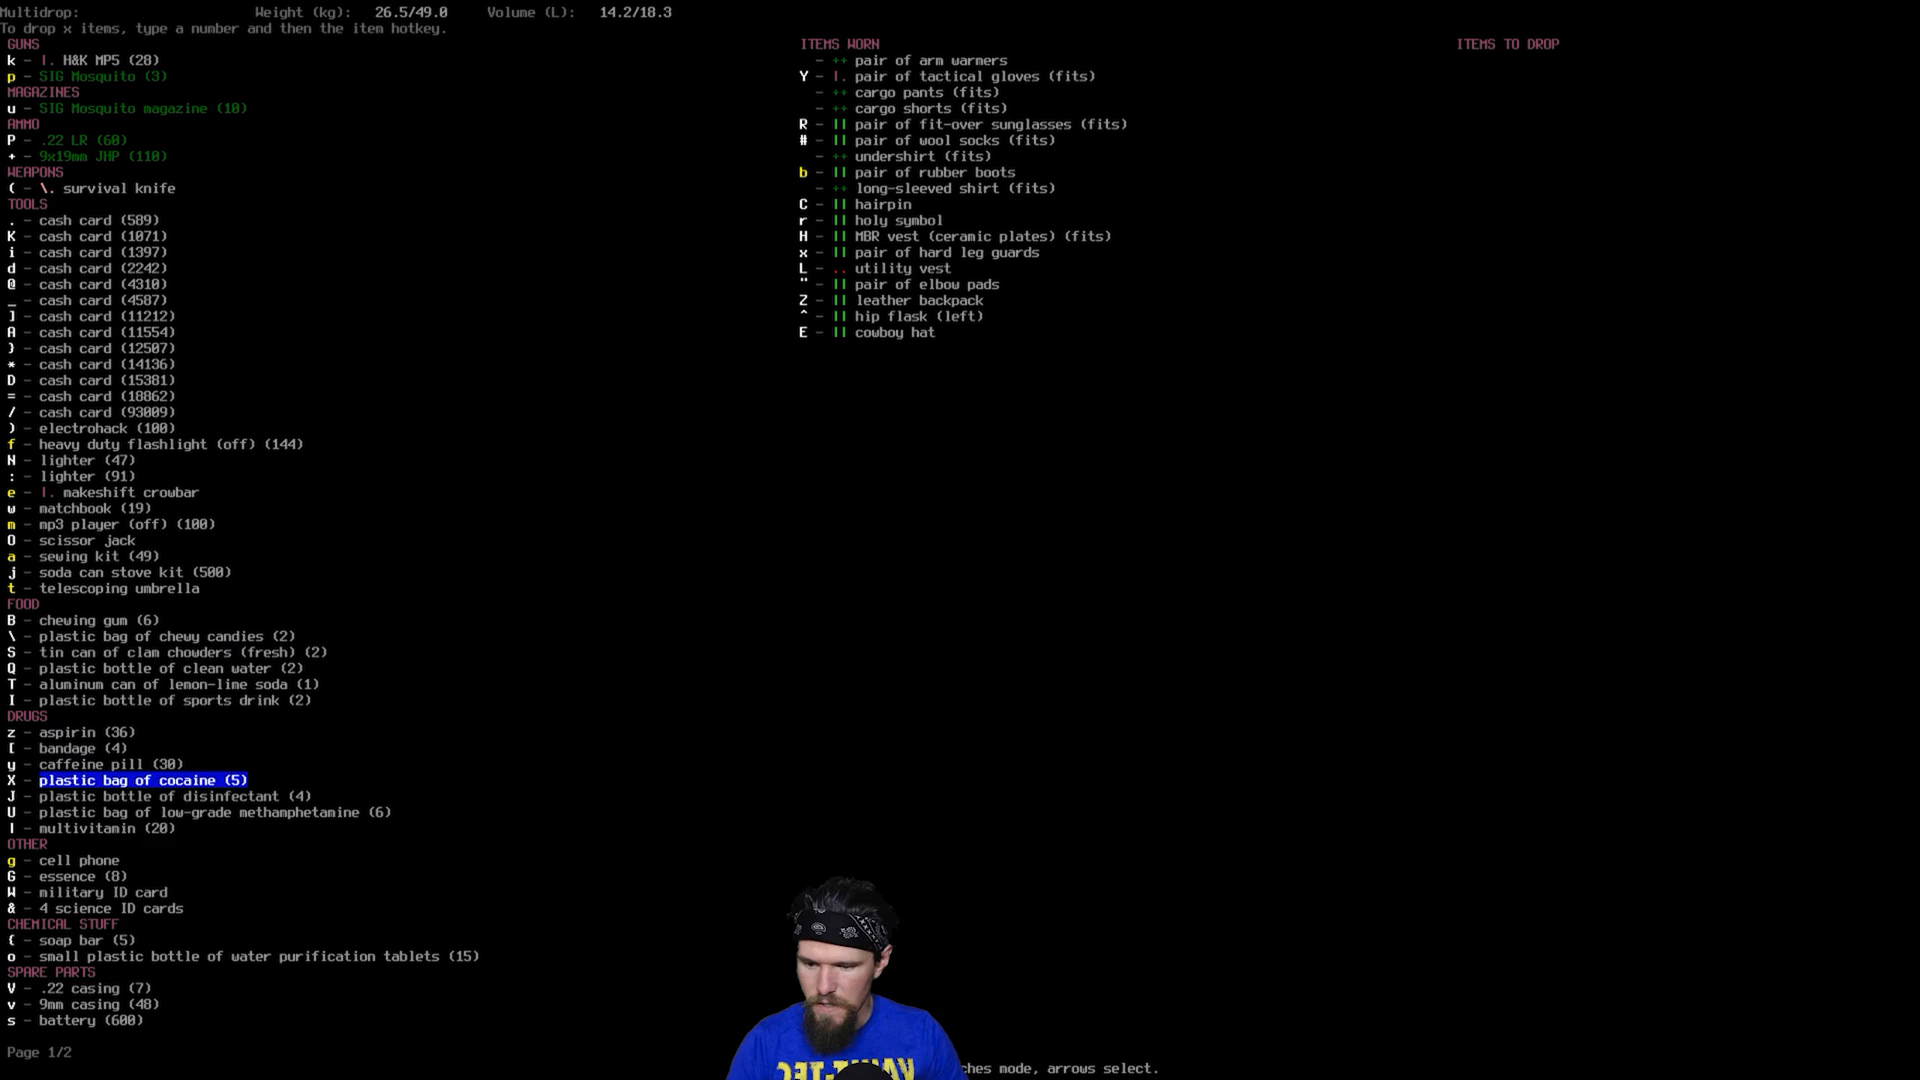 Multidrop: Weight (kg): 26.5/49.0 Volume (L): 14.2/18.3
To drop x items, type a number and then the item hotkey.
GUNS
k - |. H&K MP5 (28)
p - SIG Mosquito (3)
MAGAZINES
u - SIG Mosquito magazine (10)
AMMO
P - .22 LR (60)
+ - 9x19mm JHP (110)
WEAPONS
( - \. survival knife
TOOLS
. - cash card (589)
K - cash card (1071)
i - cash card (1397)
d - cash card (2242)
@ - cash card (4310)
_ - cash card (4587)
] - cash card (11212)
A - cash card (11554)
} - cash card (12507)
* - cash card (14136)
D - cash card (15381)
= - cash card (18862)
/ - cash card (93009)
) - electrohack (100)
f - heavy duty flashlight (off) (144)
N - lighter (47)
: - lighter (91)
e - |. makeshift crowbar
w - matchbook (19)
m - mp3 player (off) (100)
O - scissor jack
a - sewing kit (49)
j - soda can stove kit (500)
t - telescoping umbrella
FOOD
B - chewing gum (6)
\ - plastic bag of chewy candies (2)
S - tin can of clam chowders (fresh) (2)
Q - plastic bottle of clean water (2)
T - aluminum can of lemon-lime soda (1)
I - plastic bottle of sports drink (2)
DRUGS
z - aspirin (36)
[ - bandage (4)
y - caffeine pill (30)
X - plastic bag of cocaine (5)
J - plastic bottle of disinfectant (4)
U - plastic bag of low-grade methamphetamine (6)
l - multivitamin (20)
OTHER
g - cell phone
G - essence (8)
W - military ID card
& - 4 science ID cards
CHEMICAL STUFF
{ - soap bar (5)
o - small plastic bottle of water purification tablets (15)
SPARE PARTS
V - .22 casing (7)
v - 9mm casing (48)
s - battery (600)
Page 1/2
ITEMS WORN
- ++ pair of arm warmers
Y - |. pair of tactical gloves (fits)
- ++ cargo pants (fits)
- ++ cargo shorts (fits)
R - || pair of fit-over sunglasses (fits)
# - || pair of wool socks (fits)
- ++ undershirt (fits)
b - || pair of rubber boots
- ++ long-sleeved shirt (fits)
C - || hairpin
r - || holy symbol
H - || MBR vest (ceramic plates) (fits)
x - || pair of hard leg guards
L - .. utility vest
" - || pair of elbow pads
Z - || leather backpack
^ - || hip flask (left)
E - || cowboy hat
ITEMS TO DROP
ches mode, arrows select.